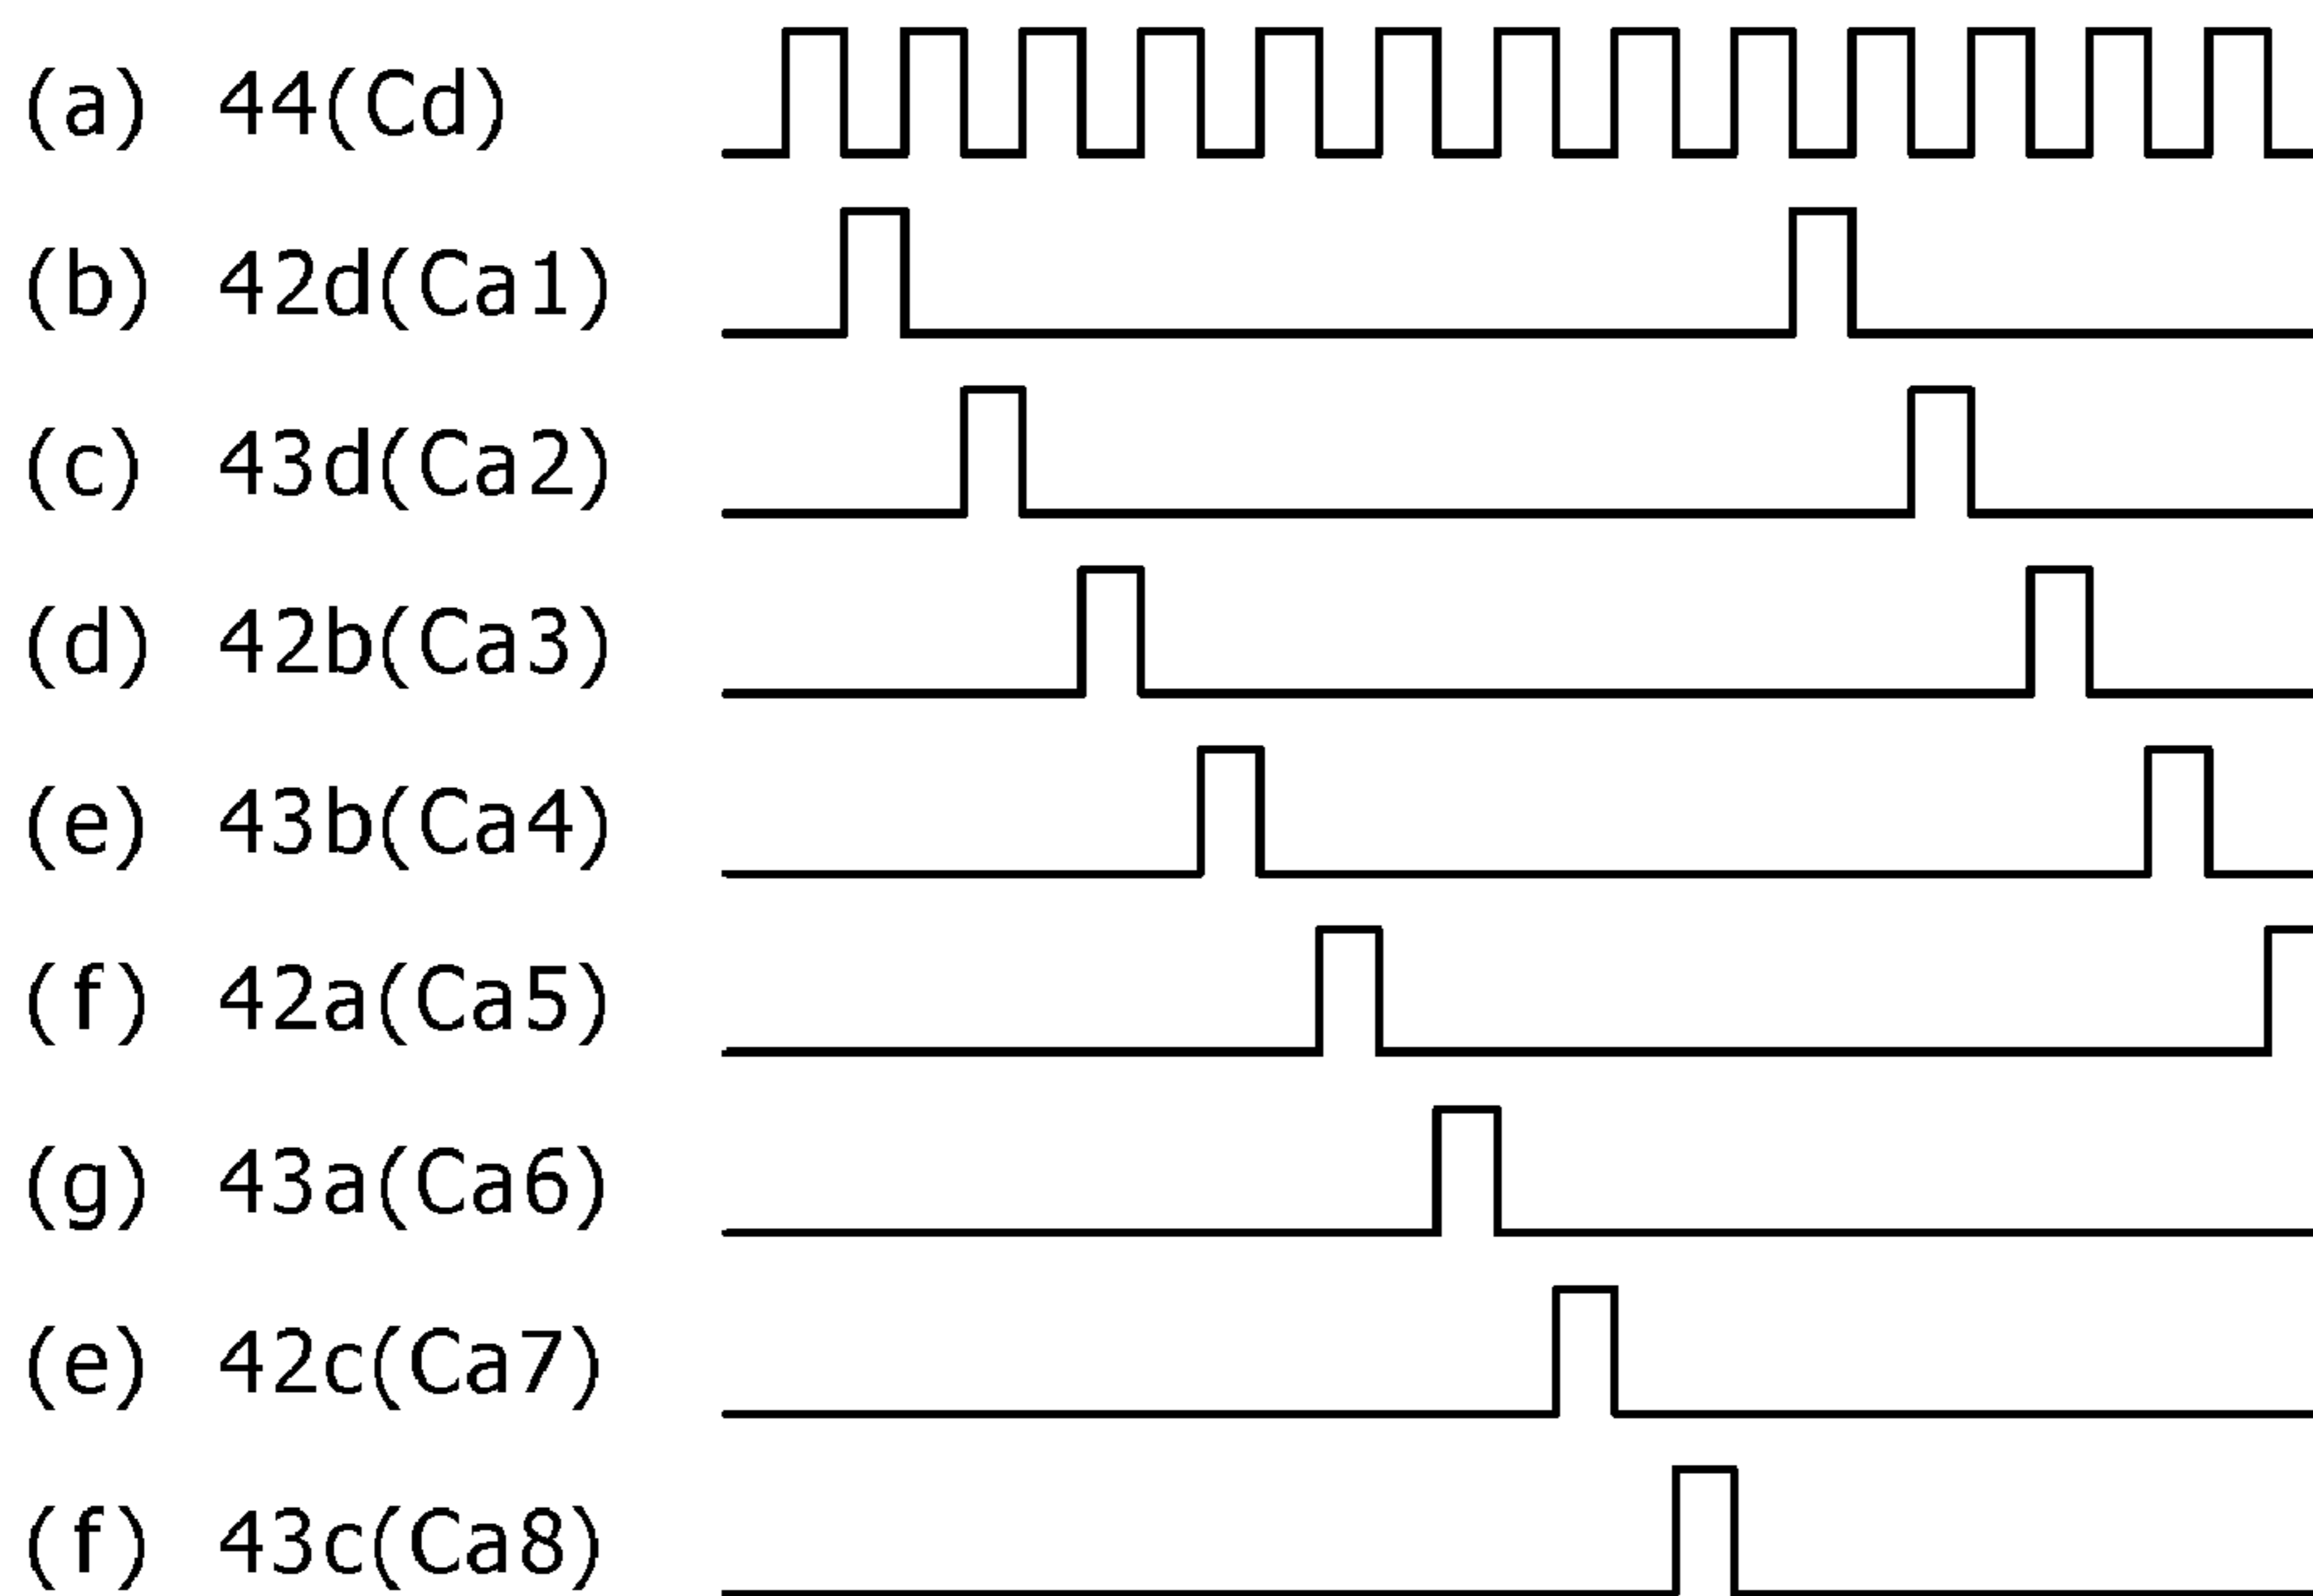 (a) 44(Cd)
(b) 42d(Ca1)
(c) 43d(Ca2)
(d) 42b(Ca3)
(e) 43b(Ca4)
(f) 42a(Ca5)
(g) 43a(Ca6)
(e) 42c(Ca7)
(f) 43c(Ca8)